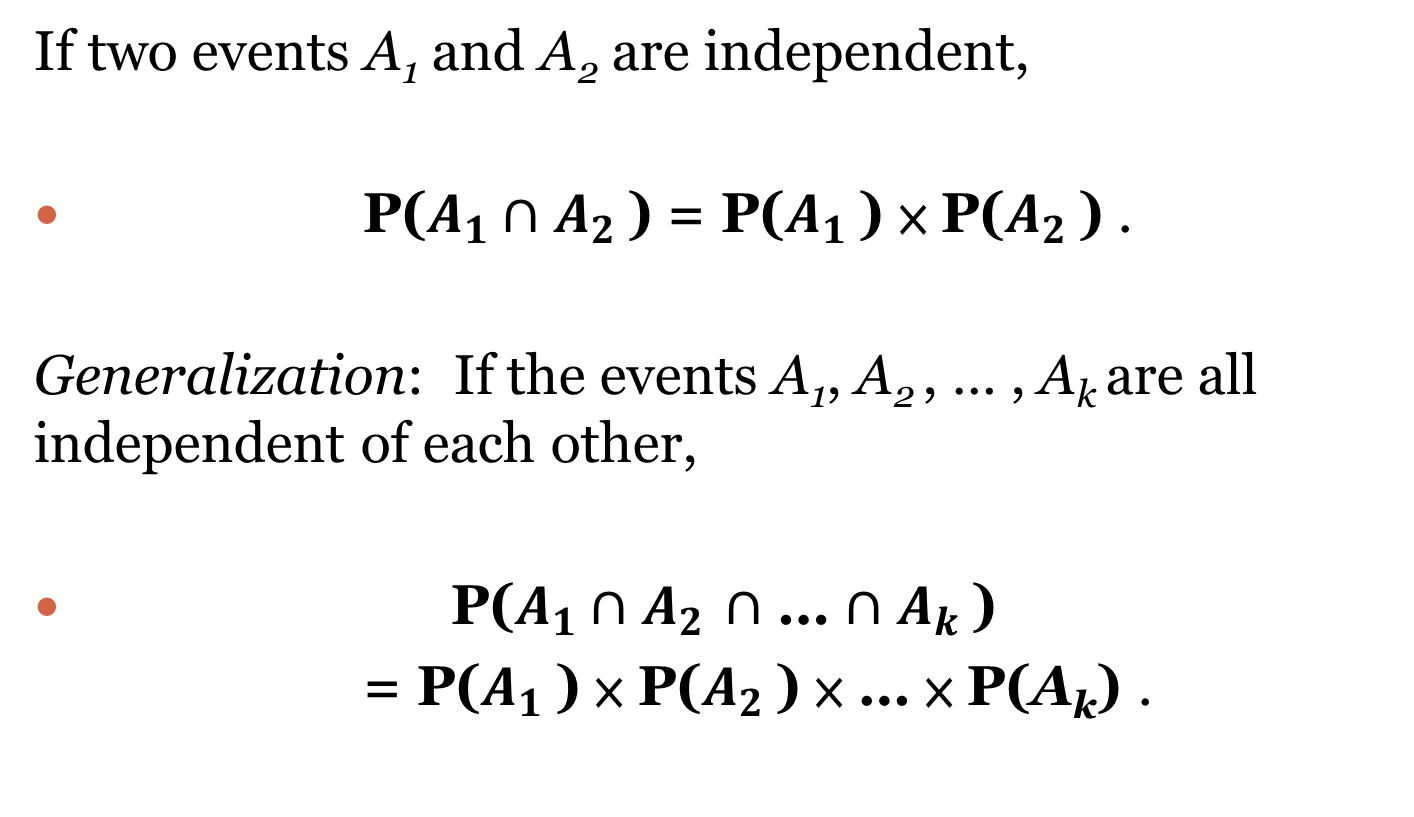 If two events A₁ and A₂ are independent,
• P(A₁ ∩ A₂ ) = P(A₁ ) × P(A₂ ) .
Generalization: If the events A₁, A₂ , … , Aₖ are all
independent of each other,
• P(A₁ ∩ A₂ ∩ … ∩ Aₖ )
= P(A₁ ) × P(A₂ ) × … × P(Aₖ) .